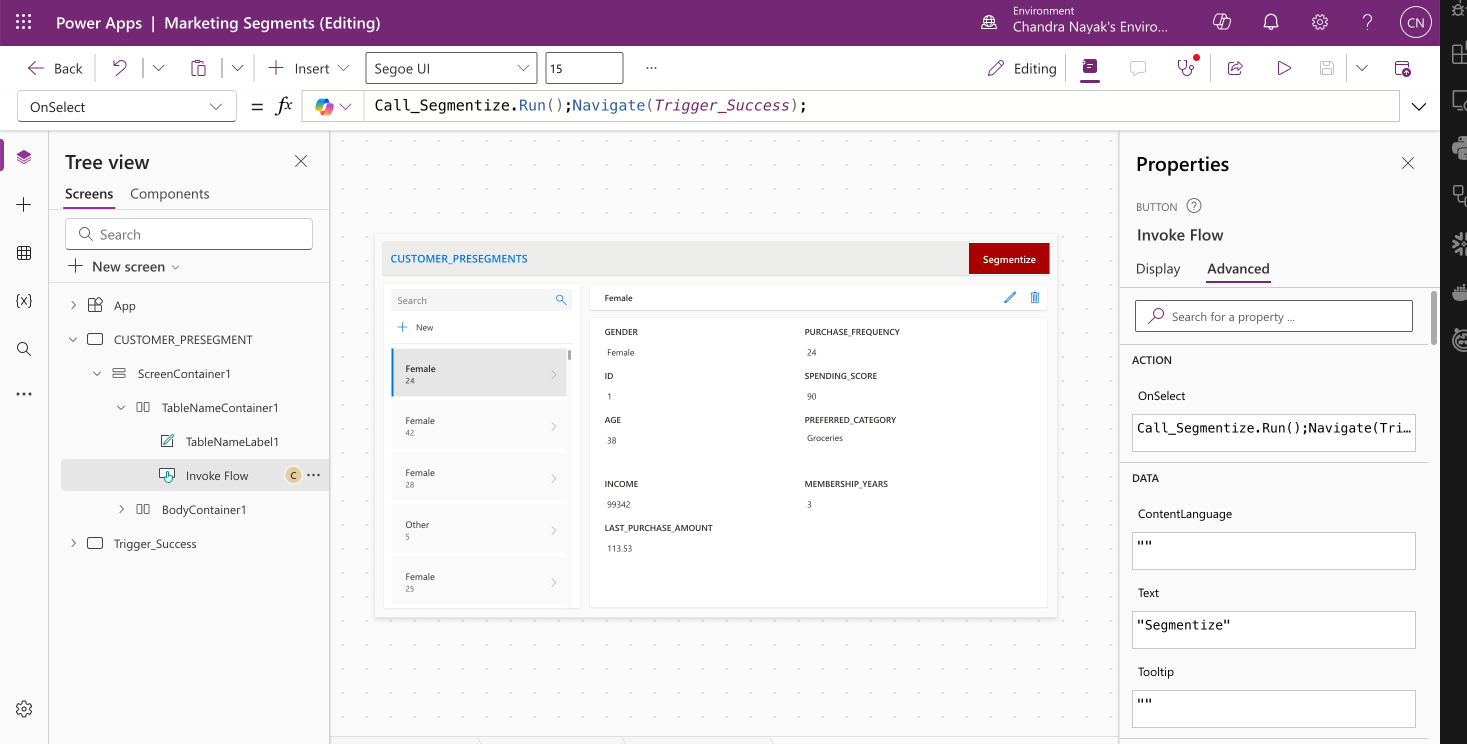 Power Apps | Marketing Segments (Editing)
Environment
Chandra Nayak's Enviro...
CN
Back
Insert
Segoe UI
15
...
Editing
OnSelect
= fx
Call_Segmentize.Run();Navigate(Trigger_Success);
Tree view
Screens Components
Search
New screen
App
CUSTOMER_PRESEGMENT
ScreenContainer1
TableNameContainer1
TableNameLabel1
Invoke Flow
C
...
BodyContainer1
Trigger_Success
CUSTOMER_PRESEGMENTS
Segmentize
Search
New
Female
24
Female
42
Female
28
Other
5
Female
25
Female
GENDER
Female
PURCHASE_FREQUENCY
24
ID
1
SPENDING_SCORE
90
AGE
38
PREFERRED_CATEGORY
Groceries
INCOME
99342
MEMBERSHIP_YEARS
3
LAST_PURCHASE_AMOUNT
113.53
Properties
BUTTON ?
Invoke Flow
Display Advanced
Search for a property ...
ACTION
OnSelect
Call_Segmentize.Run();Navigate(Tri...
DATA
ContentLanguage
""
Text
"Segmentize"
Tooltip
""